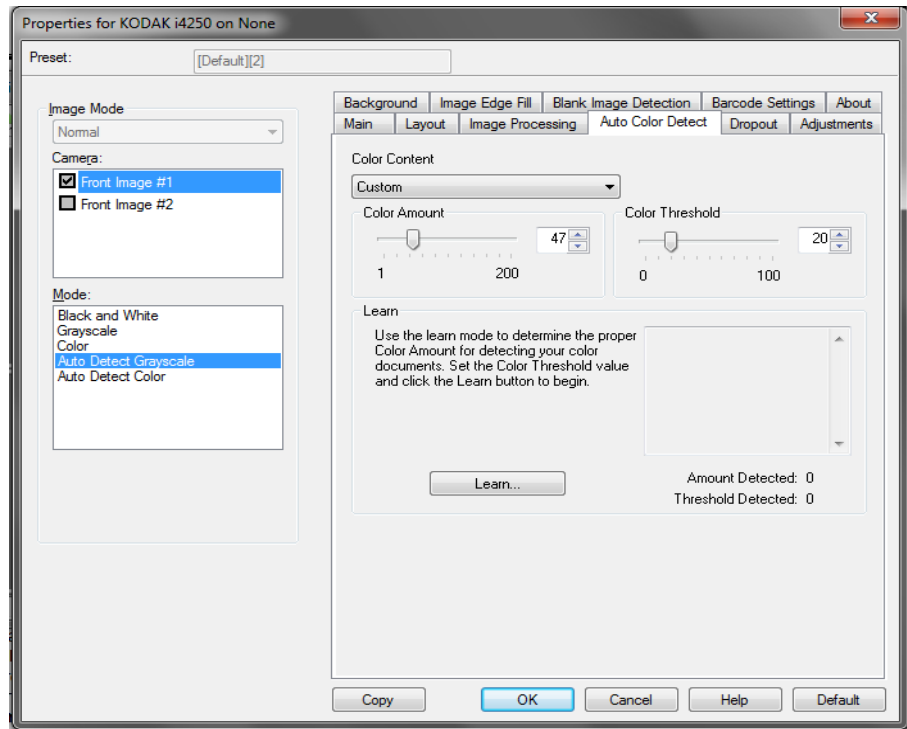 Properties for KODAK i4250 on None
Preset:
[Default][2]
Image Mode
Normal
Camera:
Front Image #1
Front Image #2
Mode:
Black and White
Grayscale
Color
Auto Detect Grayscale
Auto Detect Color
Background Image Edge Fill Blank Image Detection Barcode Settings About
Main Layout Image Processing Auto Color Detect Dropout Adjustments
Color Content
Custom
Color Amount
47
1 200
Color Threshold
20
0 100
Learn
Use the learn mode to determine the proper
Color Amount for detecting your color
documents. Set the Color Threshold value
and click the Learn button to begin.
Learn...
Amount Detected: 0
Threshold Detected: 0
Copy OK Cancel Help Default